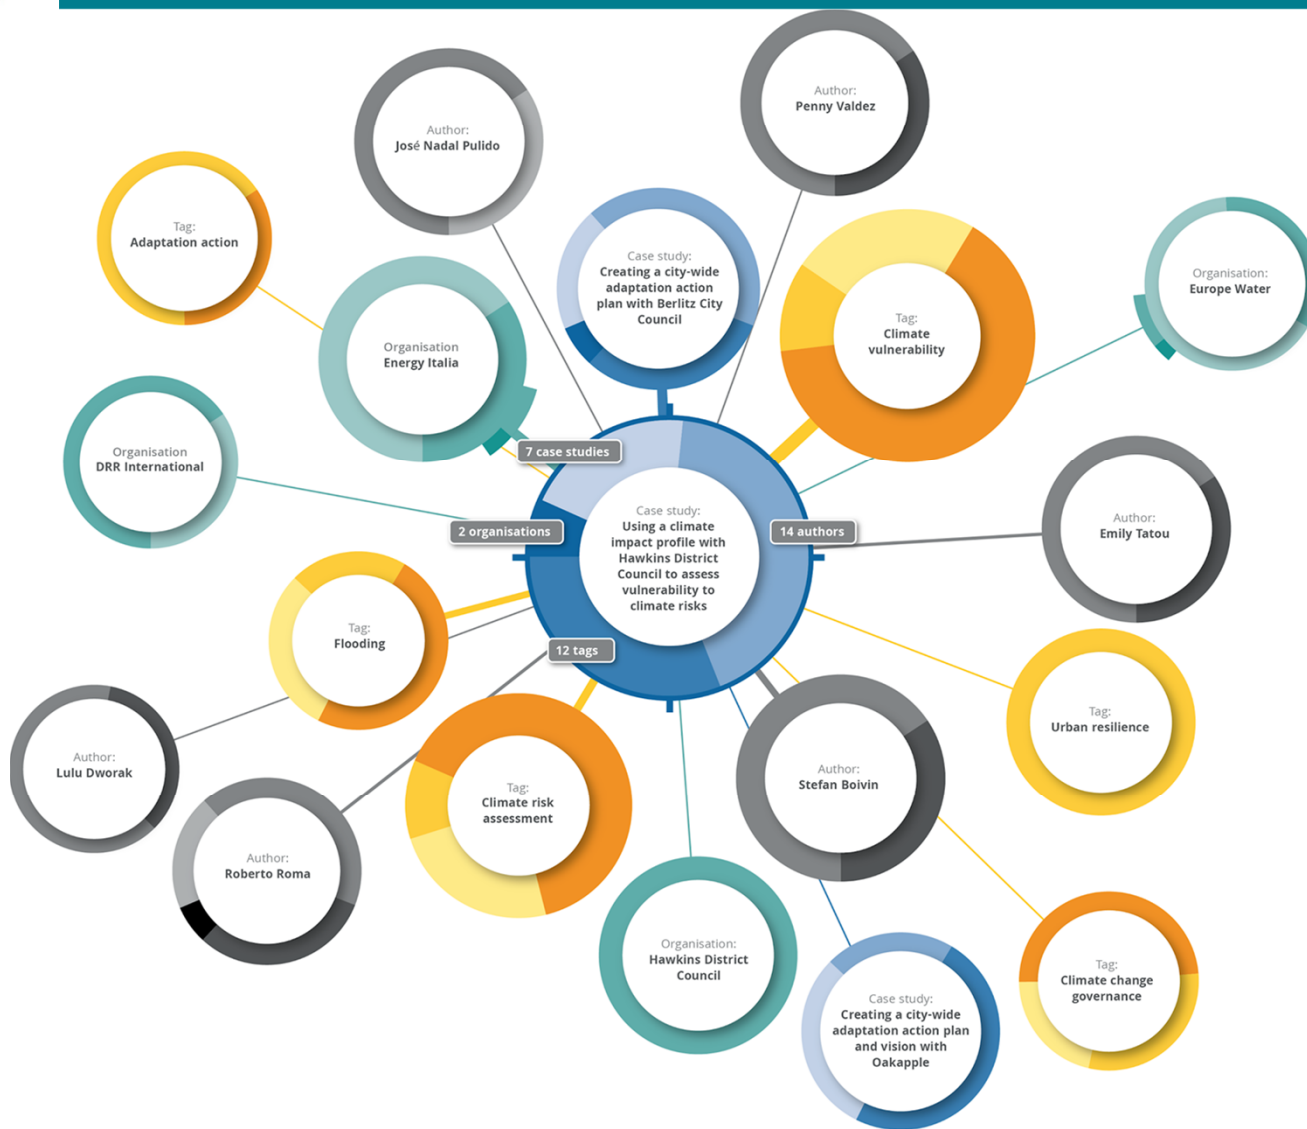 Author:
Penny Valdez
Author:
José Nadal Pulido
Tag:
Adaptation action
Case study:
Creating a city-wide
adaptation action
plan with Berlitz City
Council
Organisation:
Europe Water
Tag:
Climate
vulnerability
Organisation
Energy Italia
Organisation
DRR International
7 case studies
2 organisations
14 authors
12 tags
Case study:
Using a climate
impact profile with
Hawkins District
Council to assess
vulnerability to
climate risks
Author:
Emily Tatou
Tag:
Flooding
Tag:
Urban resilience
Author:
Lulu Dworak
Author:
Stefan Boivin
Tag:
Climate risk
assessment
Author:
Roberto Roma
Organisation:
Hawkins District
Council
Tag:
Climate change
governance
Case study:
Creating a city-wide
adaptation action plan
and vision with
Oakapple